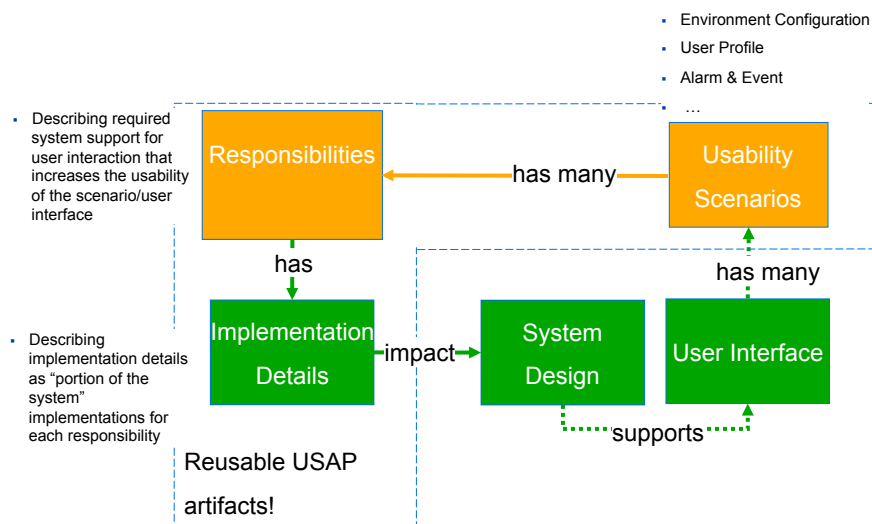 Environment Configuration
User Profile
Alarm & Event
…
Describing required
system support for
user interaction that
increases the usability
of the scenario/user
interface
Responsibilities
has many
Usability
Scenarios
has
has many
Describing
implementation details
as “portion of the
system”
implementations for
each responsibility
Implementation
Details
impact
System
Design
User Interface
supports
Reusable USAP
artifacts!